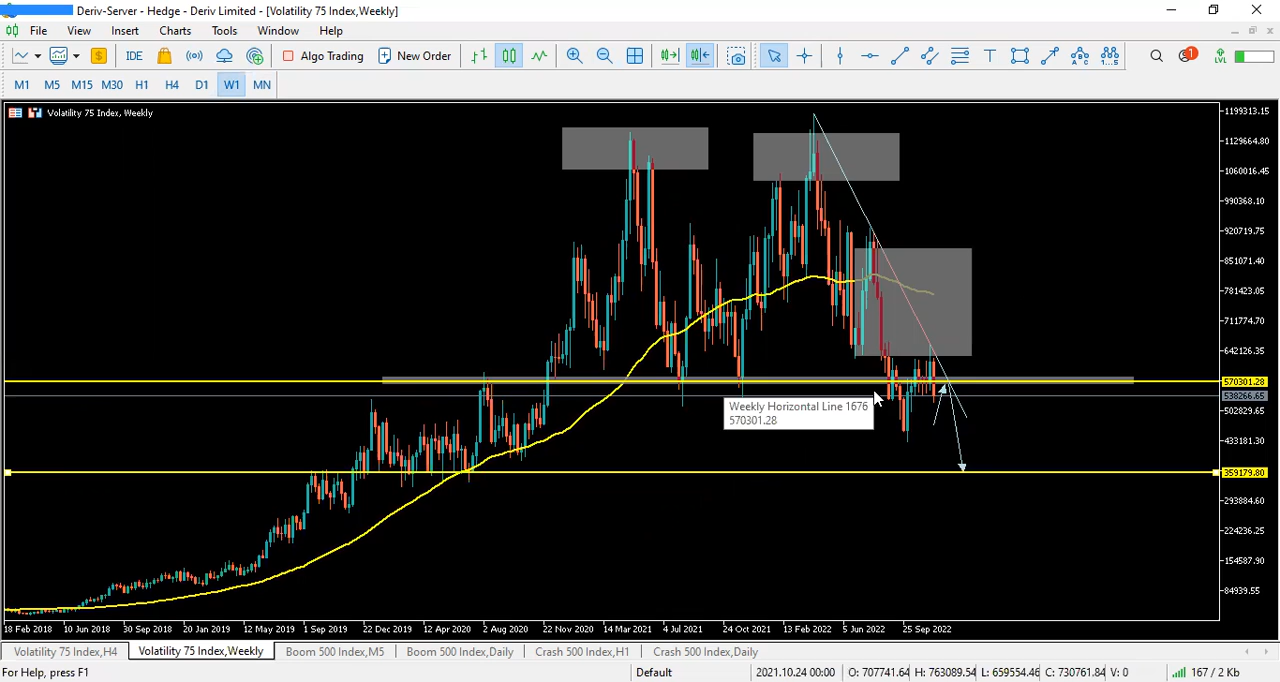 Deriv-Server - Hedge - Deriv Limited - [Volatility 75 Index,Weekly]
File View Insert Charts Tools Window Help
$ IDE Algo Trading New Order T 1 LVL
M1 M5 M15 M30 H1 H4 D1 W1 MN
Volatility 75 Index, Weekly
1199313.15
1129664.80
1060016.45
990368.10
920719.75
851071.40
781423.05
711774.70
642126.35
570301.28
538266.65
502829.65
433181.30
359179.80
293884.60
224236.25
154587.90
84939.55
Weekly Horizontal Line 1676
570301.28
18 Feb 2018 10 Jun 2018 30 Sep 2018 20 Jan 2019 12 May 2019 1 Sep 2019 22 Dec 2019 12 Apr 2020 2 Aug 2020 22 Nov 2020 14 Mar 2021 4 Jul 2021 24 Oct 2021 13 Feb 2022 5 Jun 2022 25 Sep 2022
Volatility 75 Index,H4 Volatility 75 Index,Weekly Boom 500 Index,M5 Boom 500 Index,Daily Crash 500 Index,H1 Crash 500 Index,Daily
For Help, press F1 Default 2021.10.24 00:00 O: 707741.64 H: 763089.54 L: 659554.46 C: 730761.84 V: 0 167 / 2 Kb